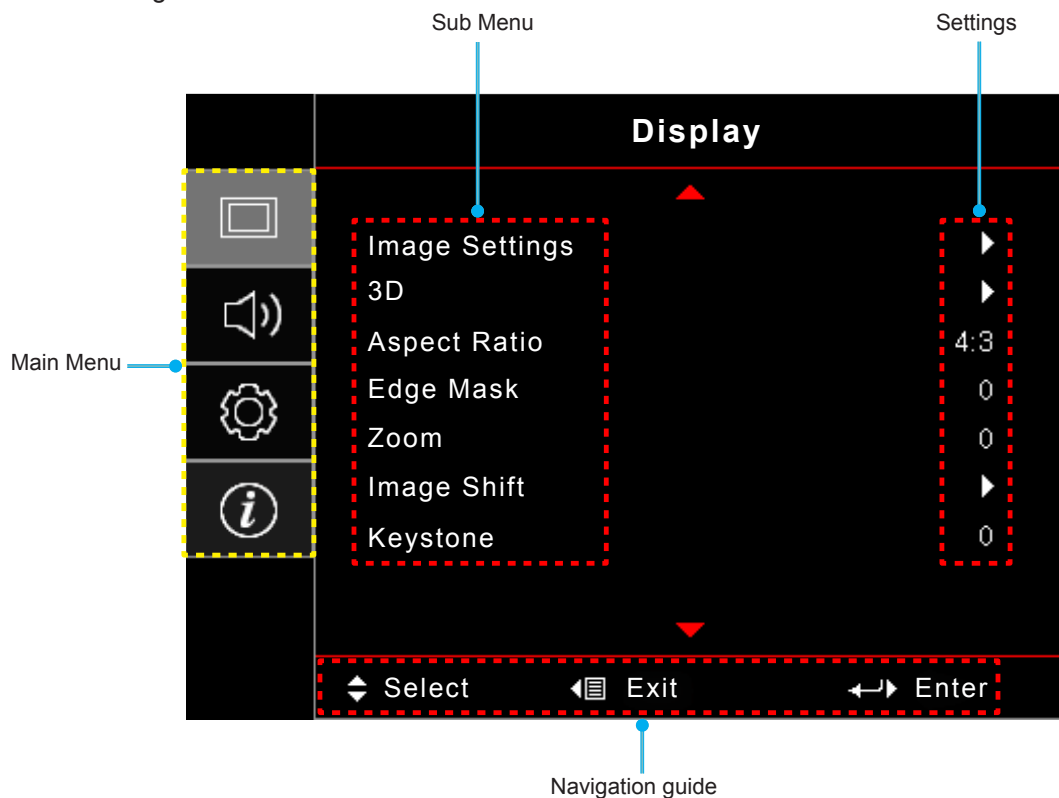 Sub Menu
Settings
Display
Image Settings
3D
Aspect Ratio 4:3
Edge Mask 0
Zoom 0
Image Shift
Keystone 0
Main Menu
Select Exit Enter
Navigation guide